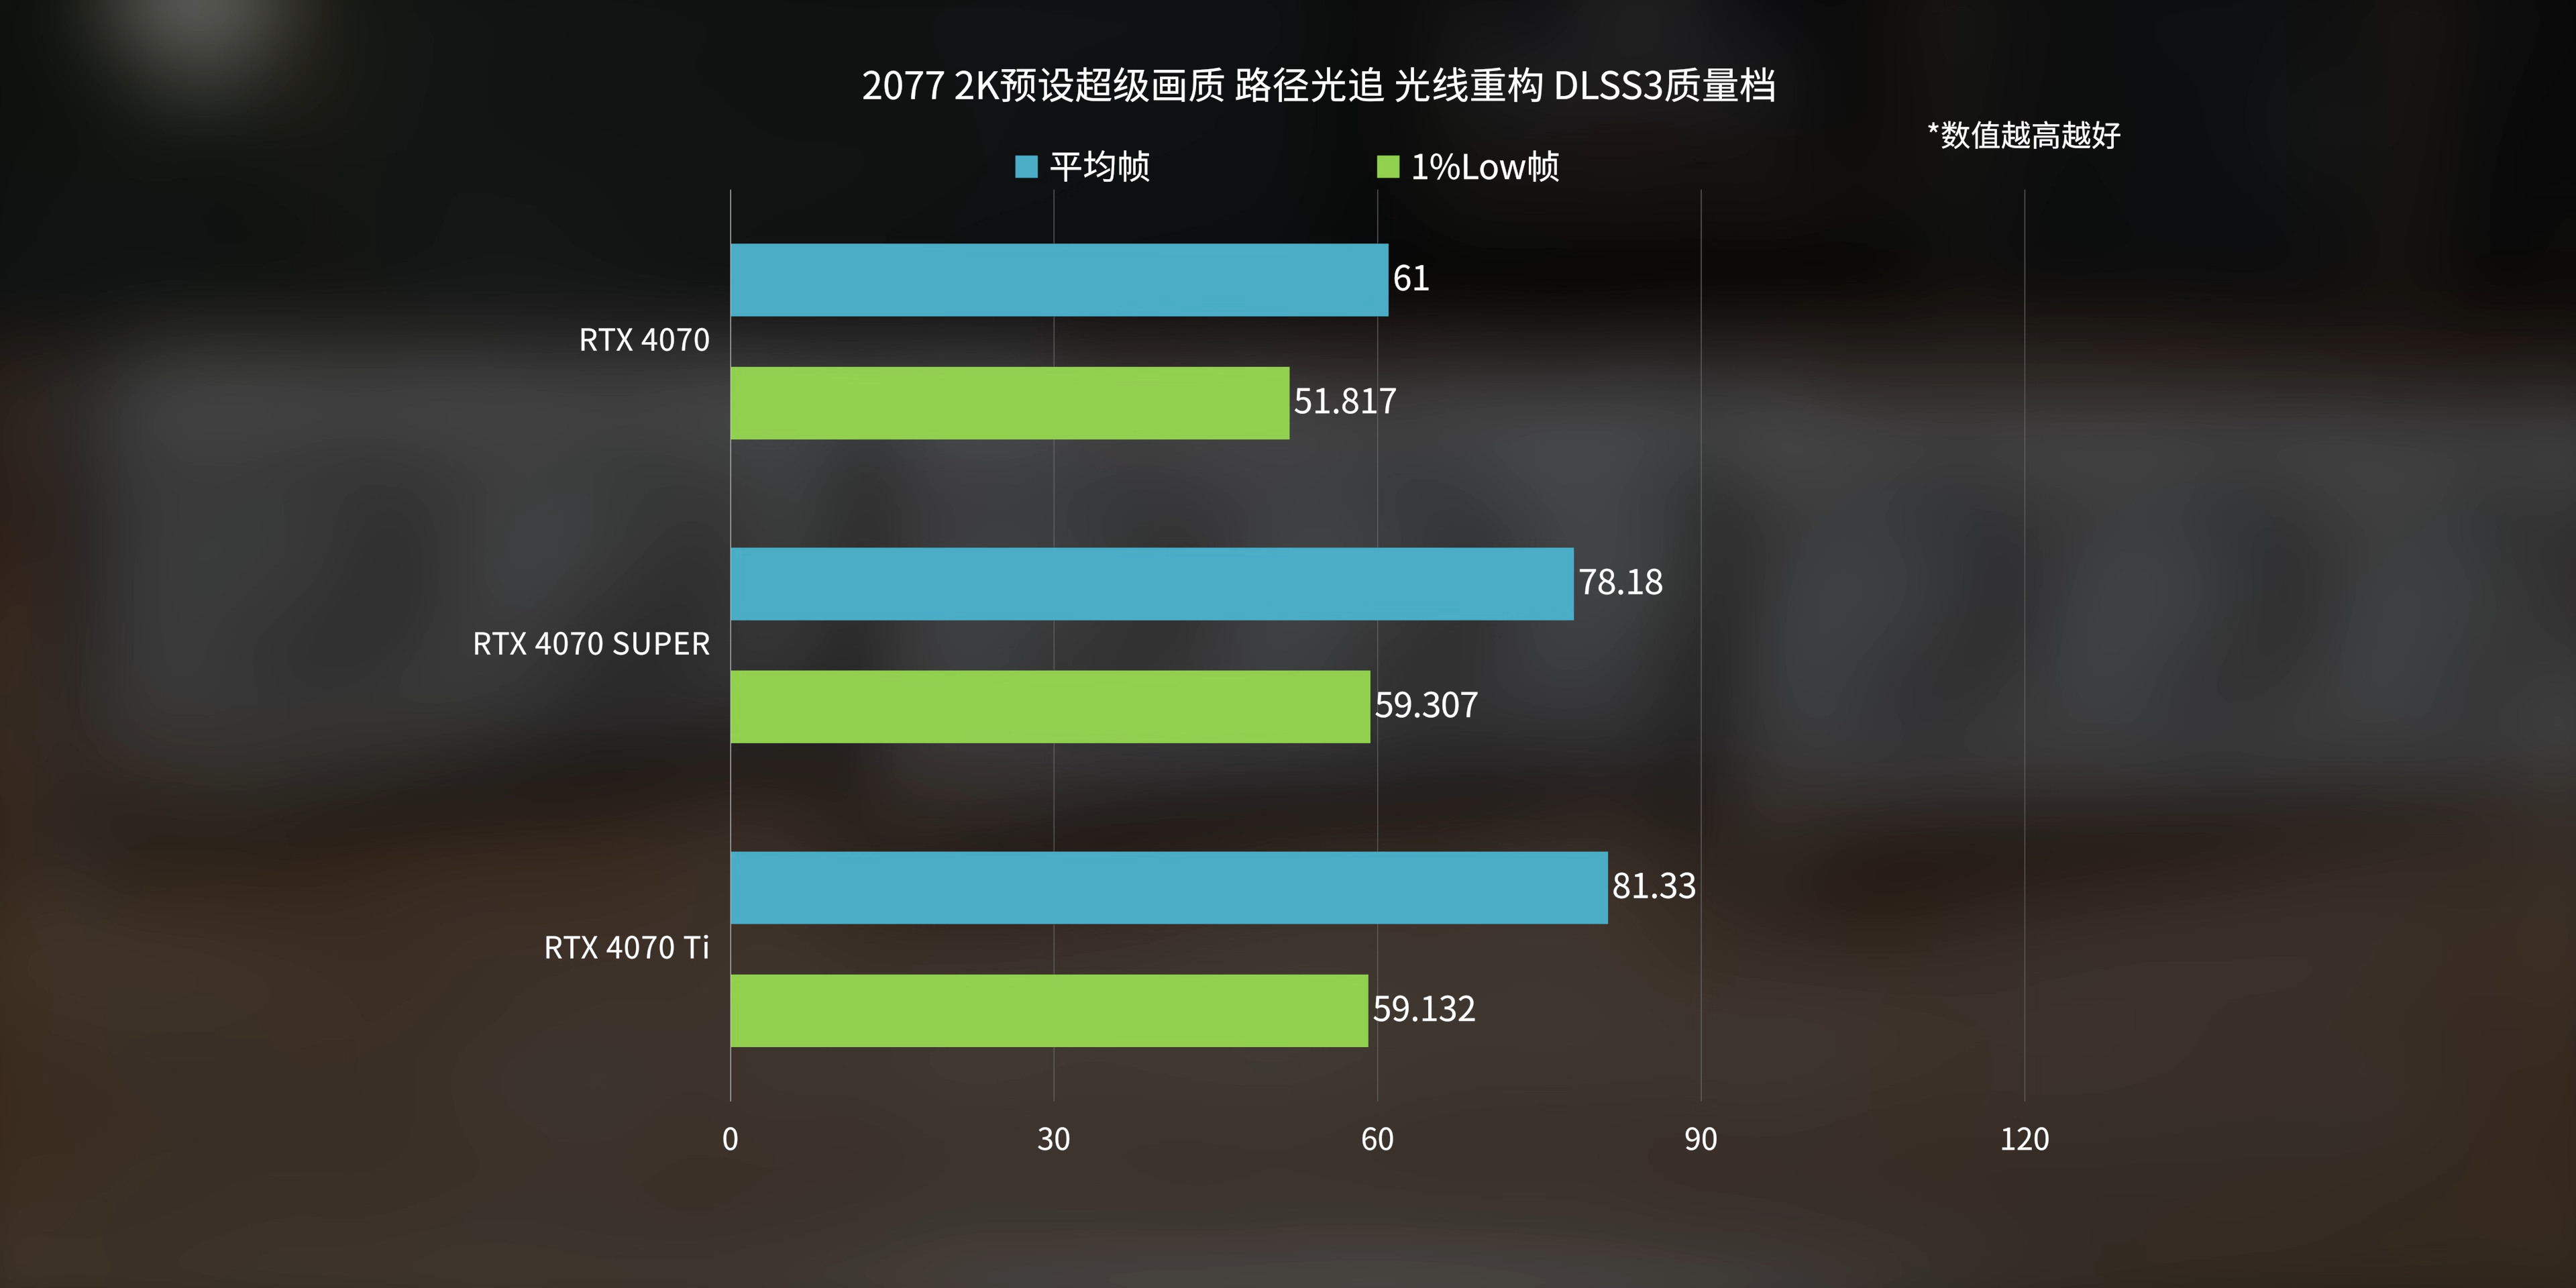 2077 2K预设超级画质 路径光追 光线重构 DLSS3质量档
*数值越高越好
平均帧 1%Low帧
61
RTX 4070
51.817
78.18
RTX 4070 SUPER
59.307
81.33
RTX 4070 Ti
59.132
0 30 60 90 120